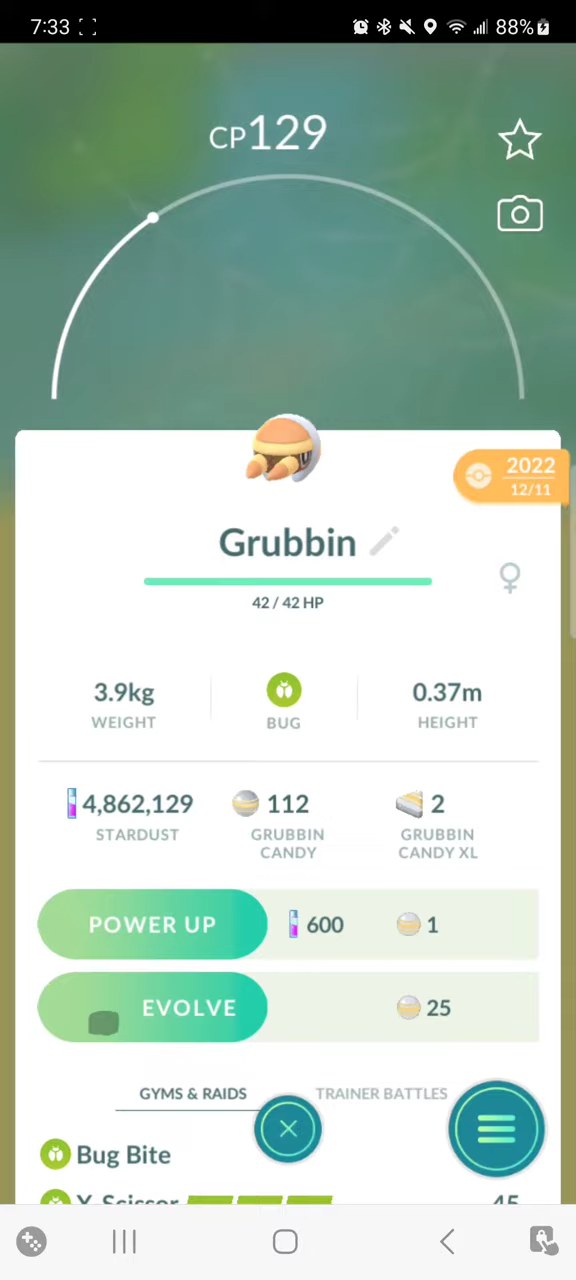 7:33 88%
CP129
2022
12/11
Grubbin
42 / 42 HP
3.9kg BUG 0.37m
WEIGHT HEIGHT
4,862,129 112 2
STARDUST GRUBBIN CANDY GRUBBIN CANDY XL
POWER UP 600 1
EVOLVE 25
GYMS & RAIDS TRAINER BATTLES
Bug Bite
X-Scissor 45